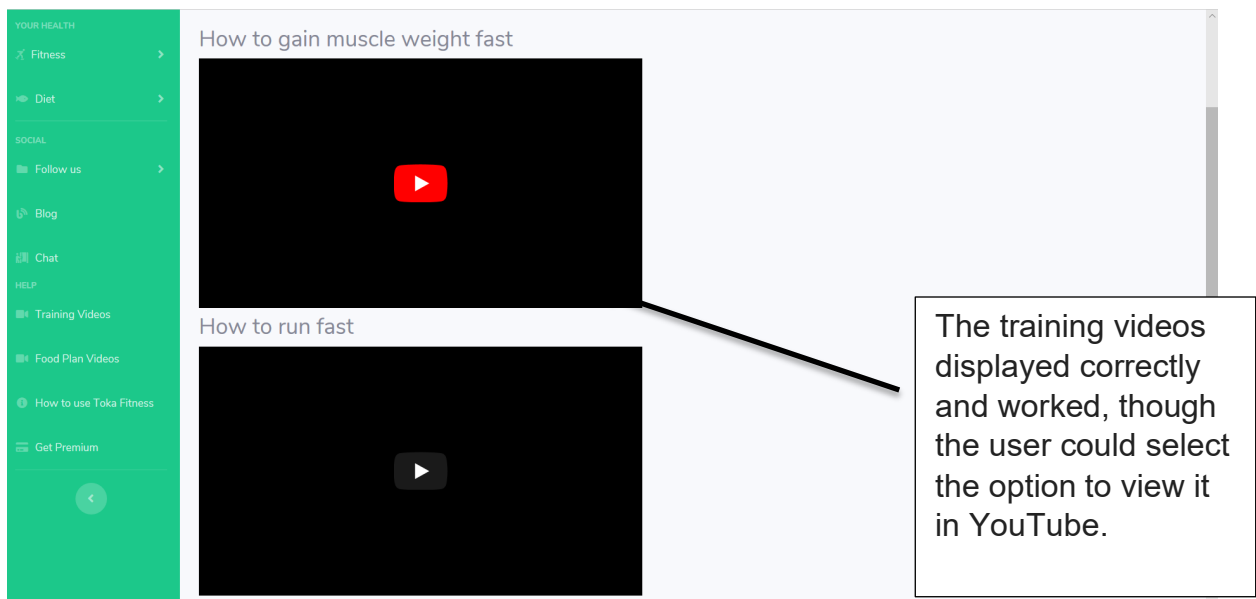 YOUR HEALTH
Fitness
Diet
SOCIAL
Follow us
Blog
Chat
HELP
Training Videos
Food Plan Videos
How to use Toka Fitness
Get Premium
How to gain muscle weight fast
How to run fast
The training videos
displayed correctly
and worked, though
the user could select
the option to view it
in YouTube.